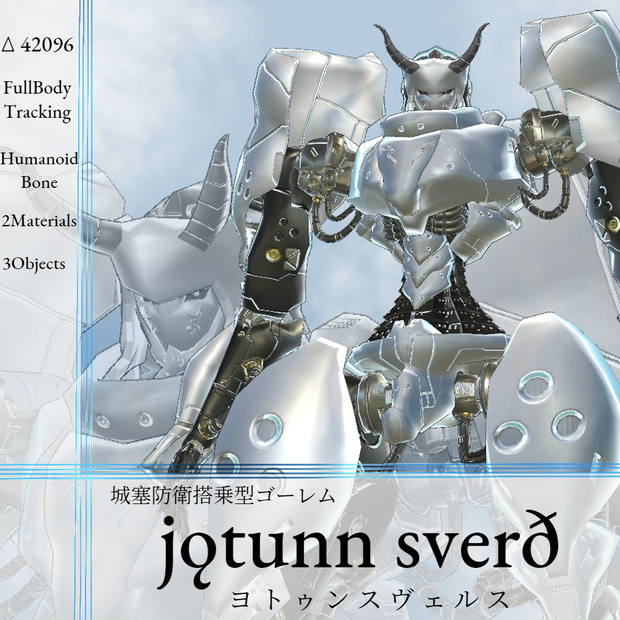 Δ 42096
FullBody
Tracking
Humanoid
Bone
2Materials
3Objects
城塞防衛搭乗型ゴーレム
jǫtunn sverð
ヨトゥンスヴェルス